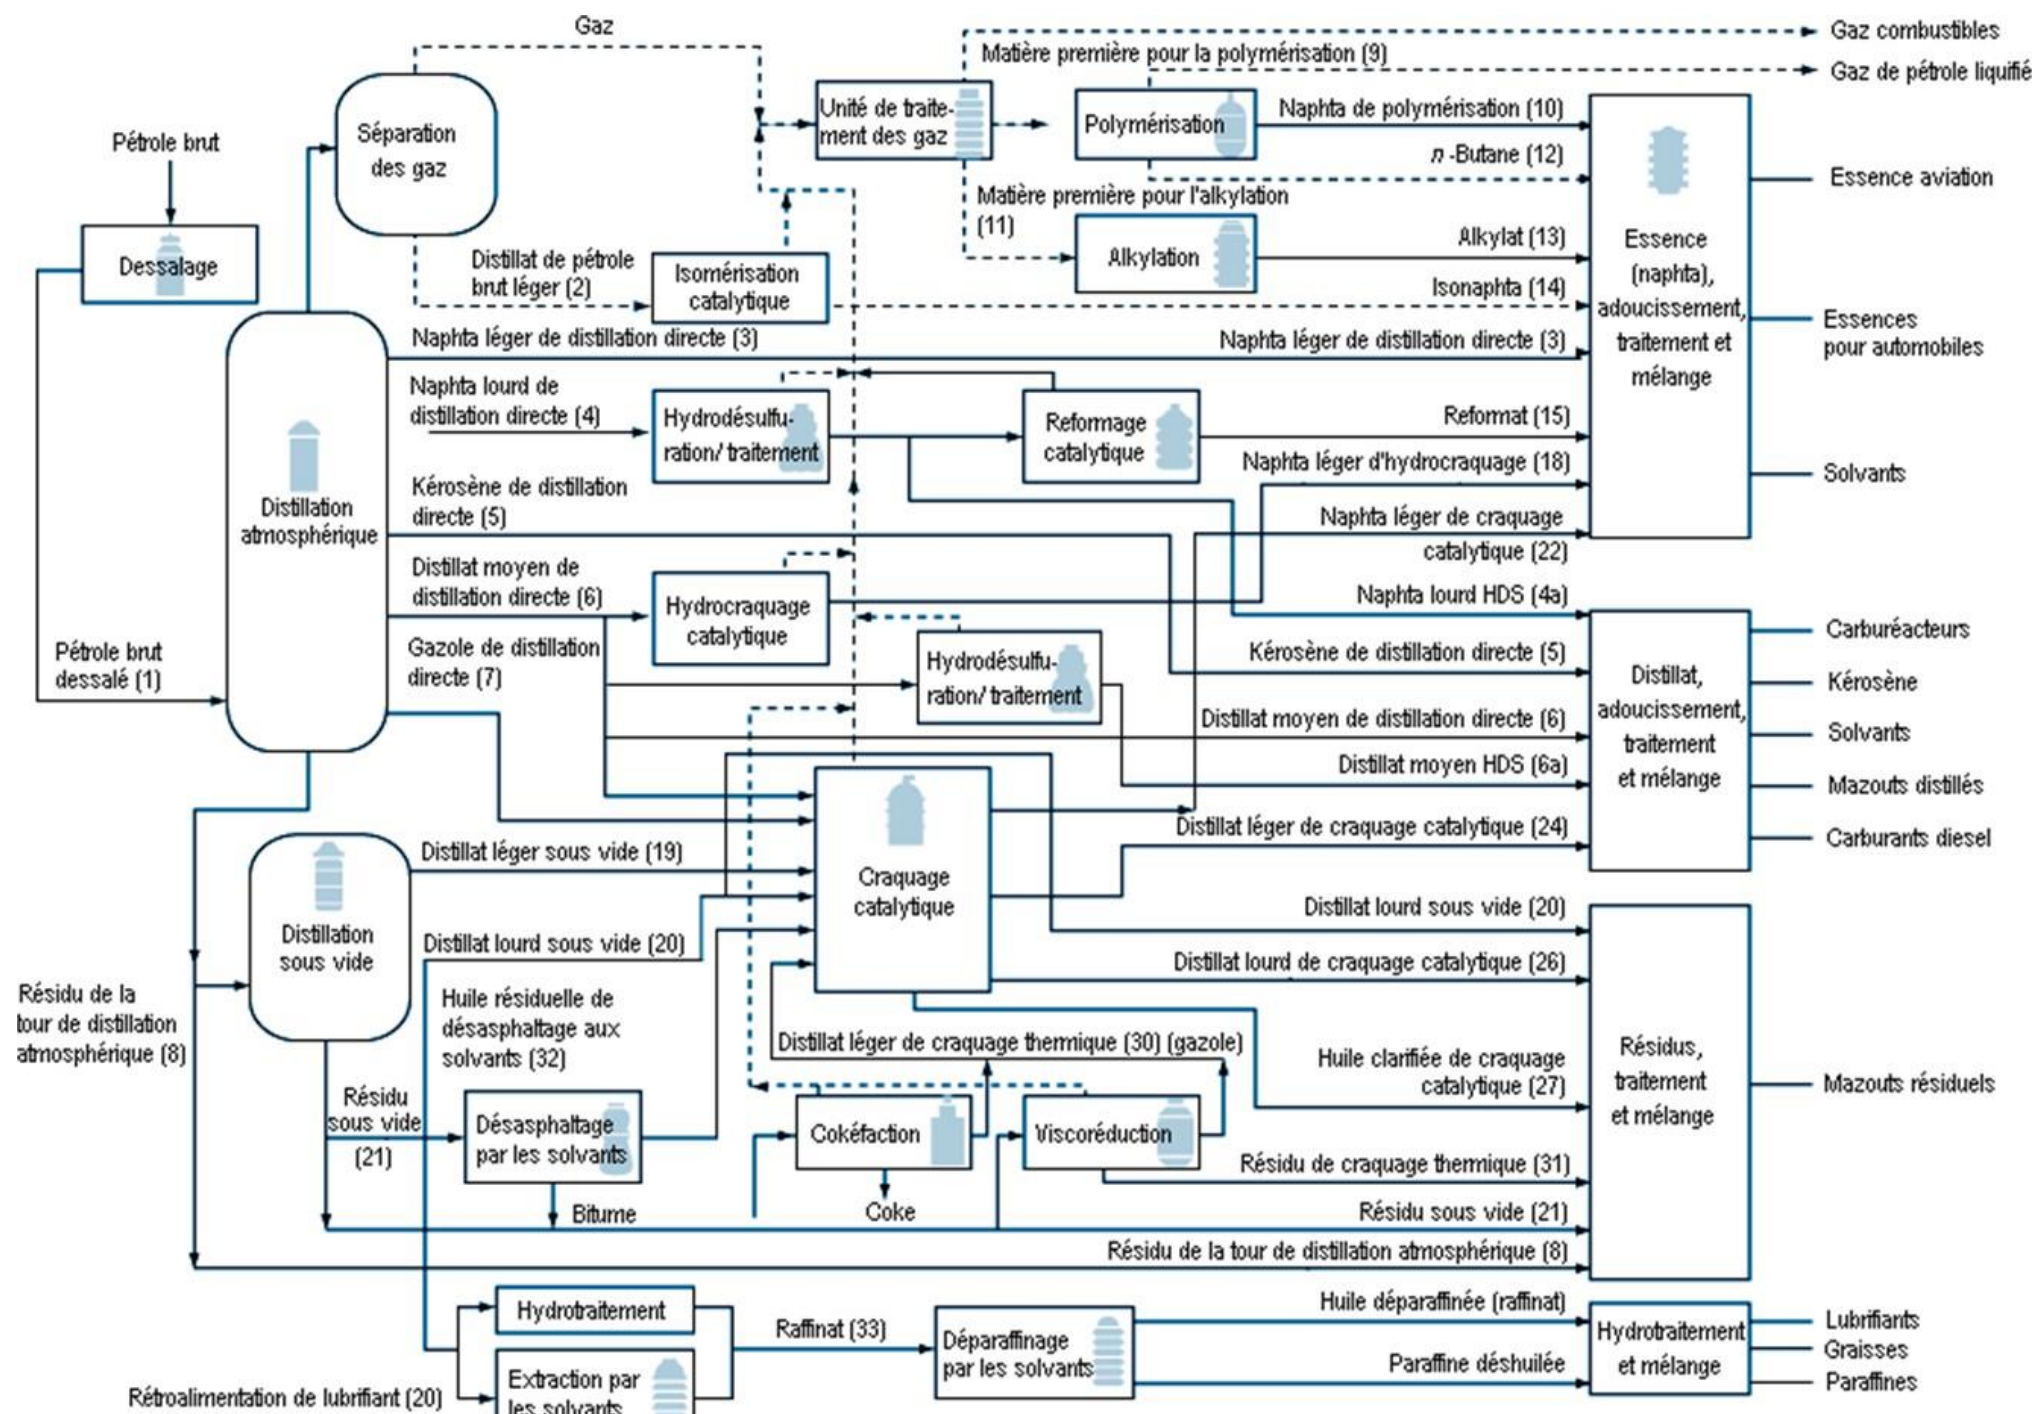 Gaz
Gaz combustibles
Matière première pour la polymérisation (9)
Gaz de pétrole liquifié
Unité de traite-
ment des gaz
Polymérisation
Naphta de polymérisation (10)
Séparation
des gaz
Pétrole brut
n -Butane (12)
Essence aviation
Matière première pour l'alkylation
(11)
Dessalage
Distillat de pétrole
brut léger (2)
Isomérisation
catalytique
Alkylation
Alkylat (13)
Isonaphta (14)
Essence
(naphta),
adoucissement,
traitement et
mélange
Essences
pour automobiles
Naphta léger de distillation directe (3)
Naphta léger de distillation directe (3)
Naphta lourd de
distillation directe (4)
Hydrodésulfu-
ration/ traitement
Reformage
catalytique
Reformat (15)
Naphta léger d'hydrocraquage (18)
Solvants
Distillation
atmosphérique
Kérosène de distillation
directe (5)
Naphta léger de craquage
catalytique (22)
Distillat moyen de
distillation directe (6)
Hydrocraquage
catalytique
Naphta lourd HDS (4a)
Carburéacteurs
Pétrole brut
dessalé (1)
Gazole de distillation
directe (7)
Hydrodésulfu-
ration/ traitement
Kérosène de distillation directe (5)
Distillat,
adoucissement,
traitement
et mélange
Kérosène
Distillat moyen de distillation directe (6)
Solvants
Distillat moyen HDS (6a)
Mazouts distillés
Distillat léger de craquage catalytique (24)
Carburants diesel
Distillat léger sous vide (19)
Craquage
catalytique
Distillation
sous vide
Distillat lourd sous vide (20)
Distillat lourd sous vide (20)
Distillat lourd de craquage catalytique (26)
Résidu de la
tour de distillation
atmosphérique (8)
Huile résiduelle de
désasphaltage aux
solvants (32)
Distillat léger de craquage thermique (30) (gazole)
Huile clarifiée de craquage
catalytique (27)
Résidus,
traitement
et mélange
Mazouts résiduels
Résidu
sous vide
(21)
Désasphaltage
par les solvants
Cokéfaction
Viscoréduction
Résidu de craquage thermique (31)
Bitume
Coke
Résidu sous vide (21)
Résidu de la tour de distillation atmosphérique (8)
Hydrotraitement
Raffinat (33)
Déparaffinage
par les solvants
Huile déparaffinée (raffinat)
Paraffine déshuilée
Hydrotraitement
et mélange
Lubrifiants
Graisses
Paraffines
Rétroalimentation de lubrifiant (20)
Extraction par
les solvants